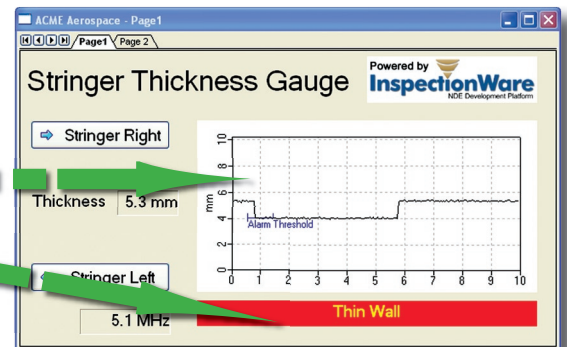 ACME Aerospace - Page1
Page1 Page 2
Stringer Thickness Gauge
Powered by
InspectionWare
NDE Development Platform
Stringer Right
Thickness 5.3 mm
Stringer Left
5.1 MHz
10
8
6
4
2
0
mm
Alarm Threshold
0 1 2 3 4 5 6 7 8 9 10
Thin Wall